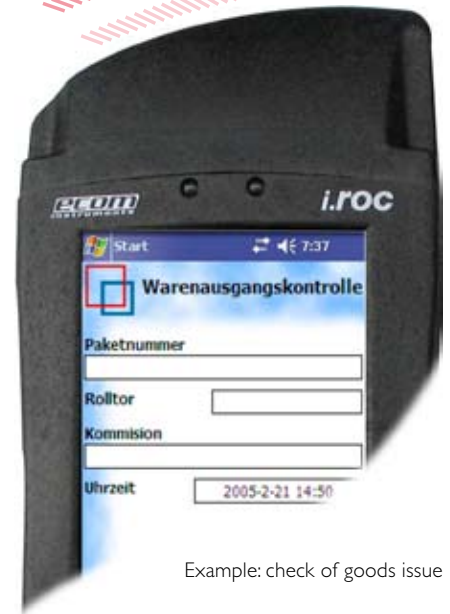 ecom
instruments
i.roc
Start 7:37
Warenausgangskontrolle
Paketnummer
Rolltor
Kommision
Uhrzeit 2005-2-21 14:50
Example: check of goods issue